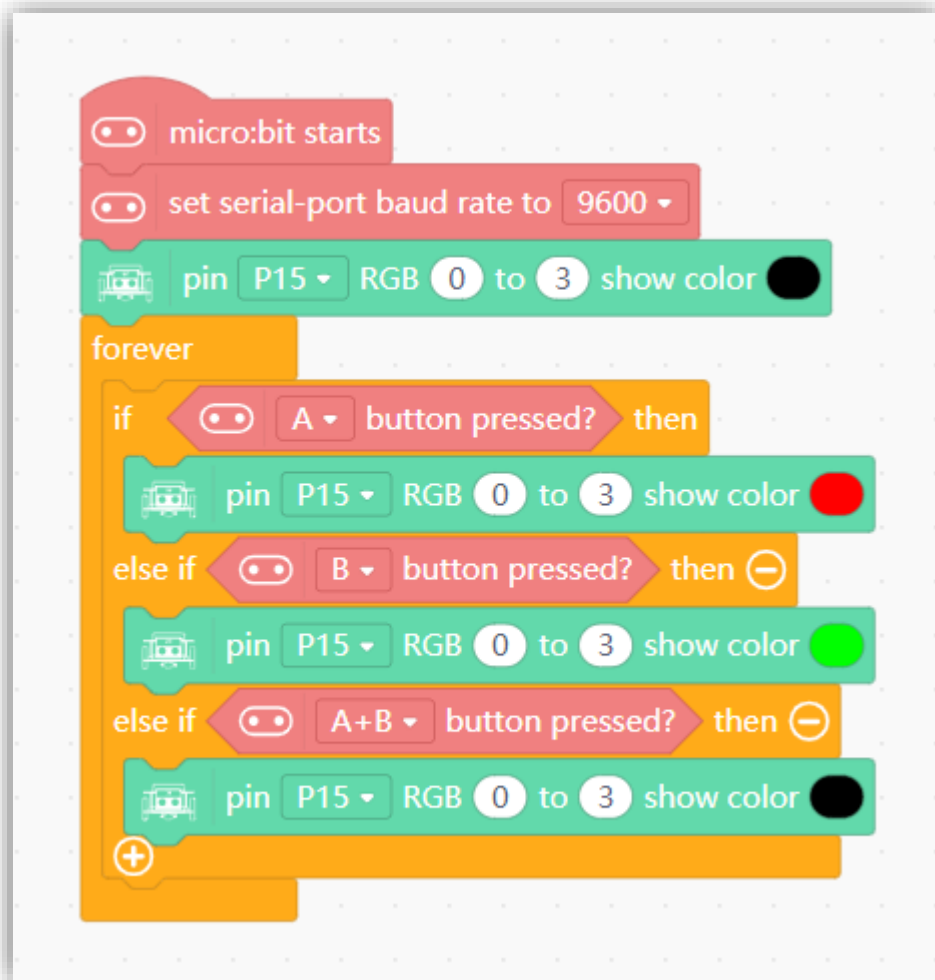 micro:bit starts
set serial-port baud rate to 9600
pin P15 RGB 0 to 3 show color
forever
if A button pressed? then
pin P15 RGB 0 to 3 show color
else if B button pressed? then
pin P15 RGB 0 to 3 show color
else if A+B button pressed? then
pin P15 RGB 0 to 3 show color